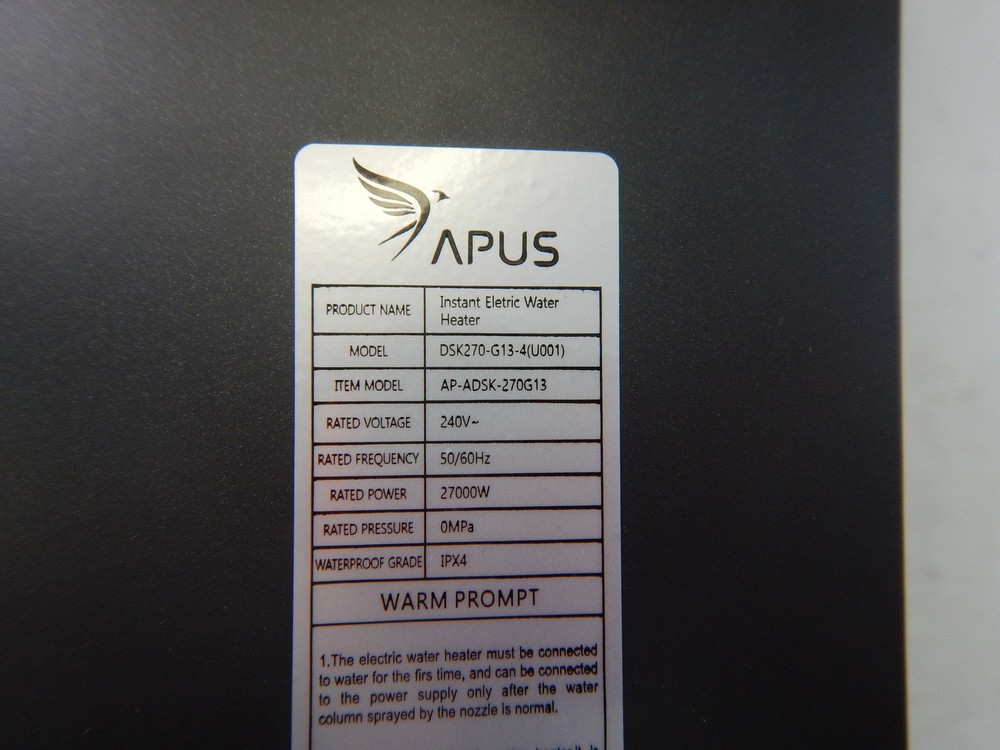 APUS
PRODUCT NAME Instant Eletric Water
Heater
MODEL DSK270-G13-4(U001)
ITEM MODEL AP-ADSK-270G13
RATED VOLTAGE 240V~
RATED FREQUENCY 50/60Hz
RATED POWER 27000W
RATED PRESSURE 0MPa
WATERPROOF GRADE IPX4
WARM PROMPT
1.The electric water heater must be connected
to water for the firs time, and can be connected
to the power supply only after the water
column sprayed by the nozzle is normal.